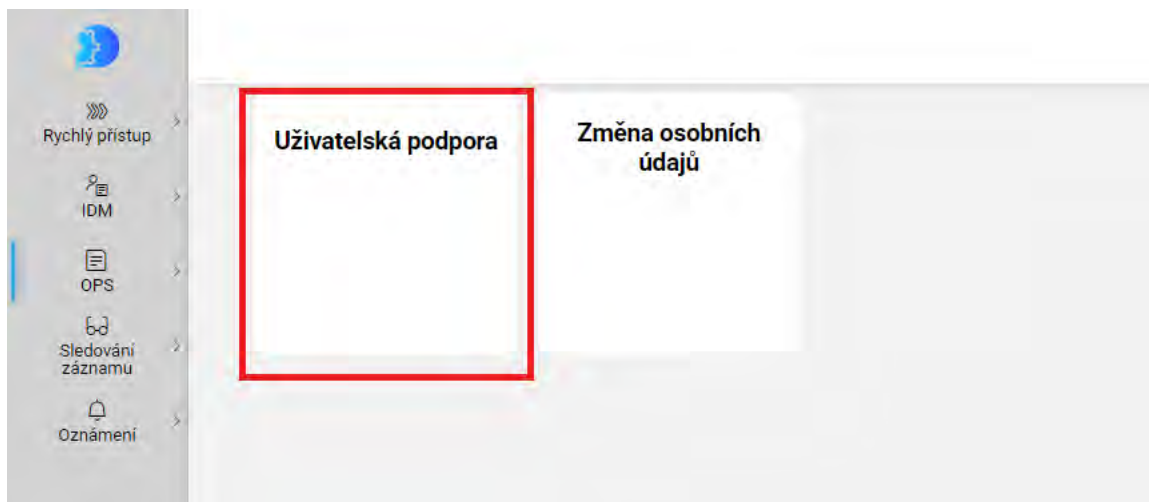 Rychlý přístup
IDM
OPS
Sledování
záznamu
Oznámení
Uživatelská podpora
Změna osobních
údajů